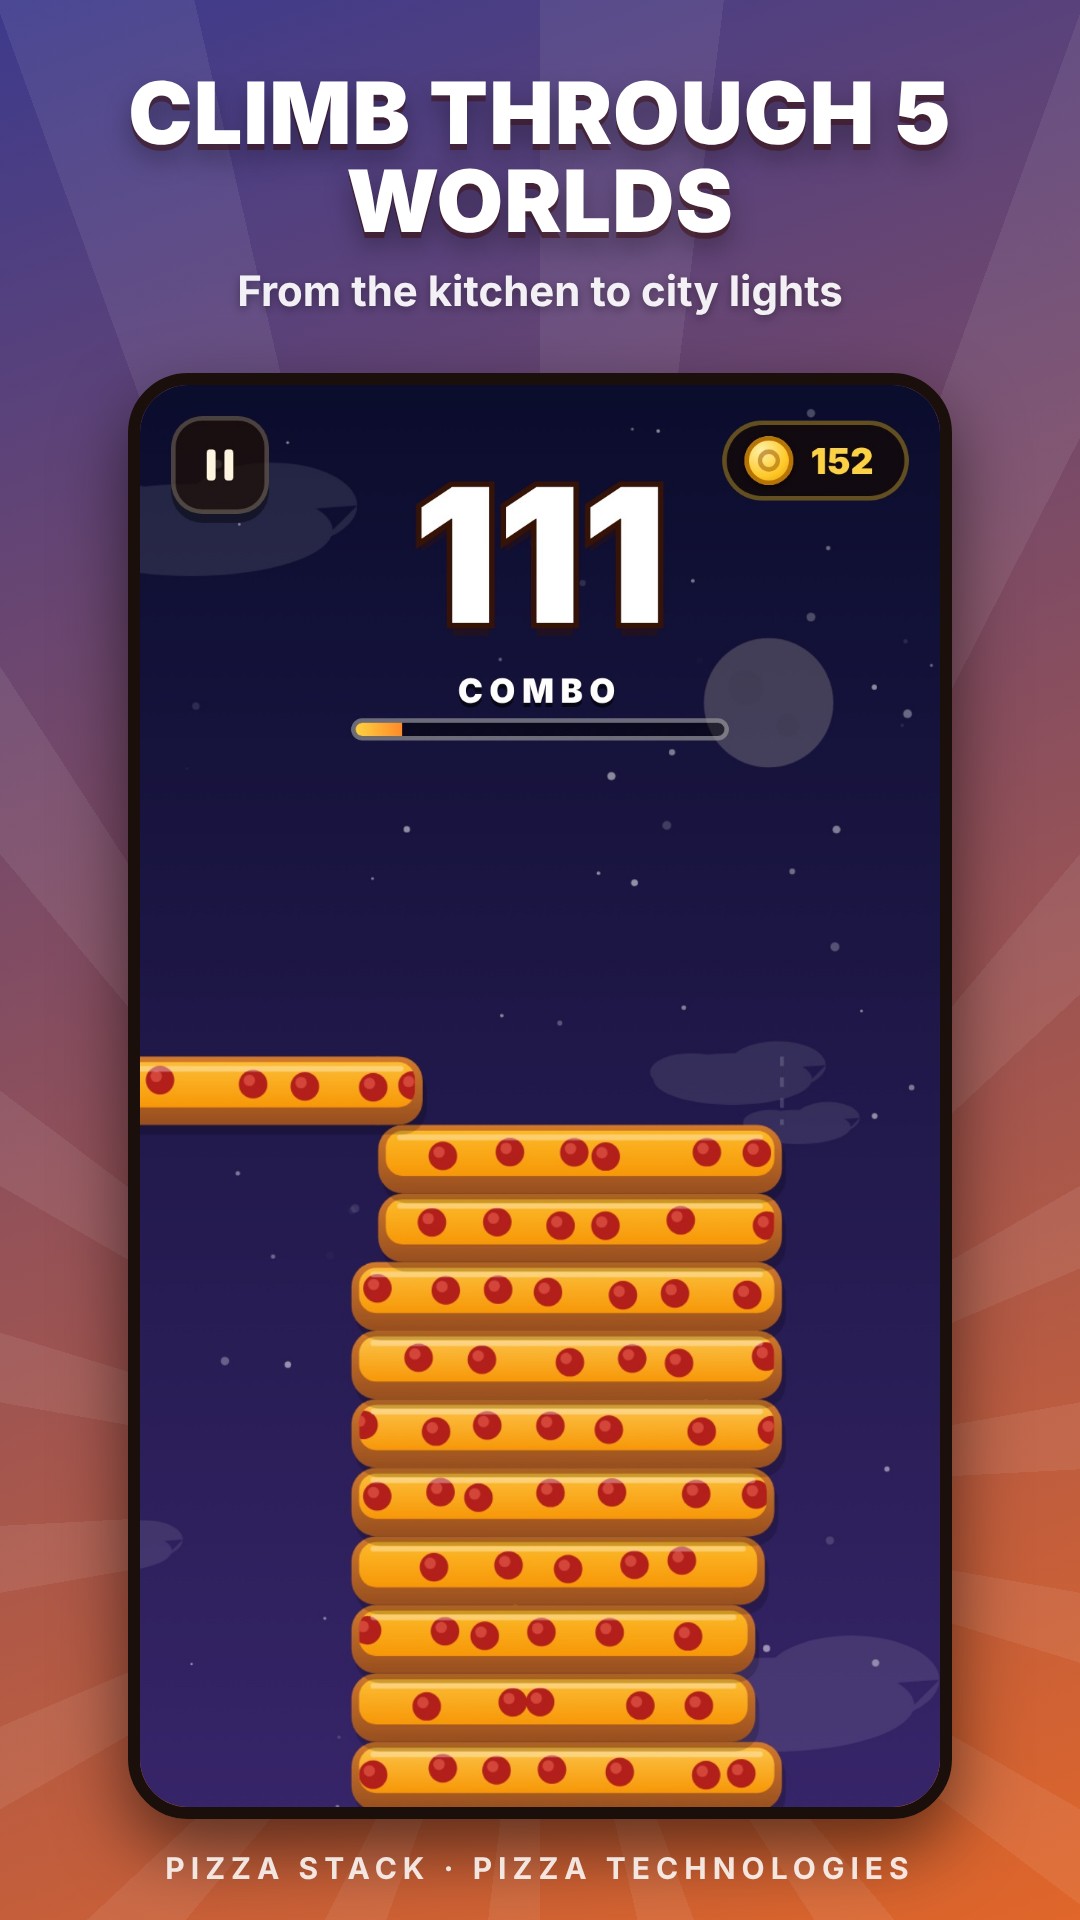 CLIMB THROUGH 5
WORLDS
From the kitchen to city lights
152
111
COMBO
PIZZA STACK · PIZZA TECHNOLOGIES